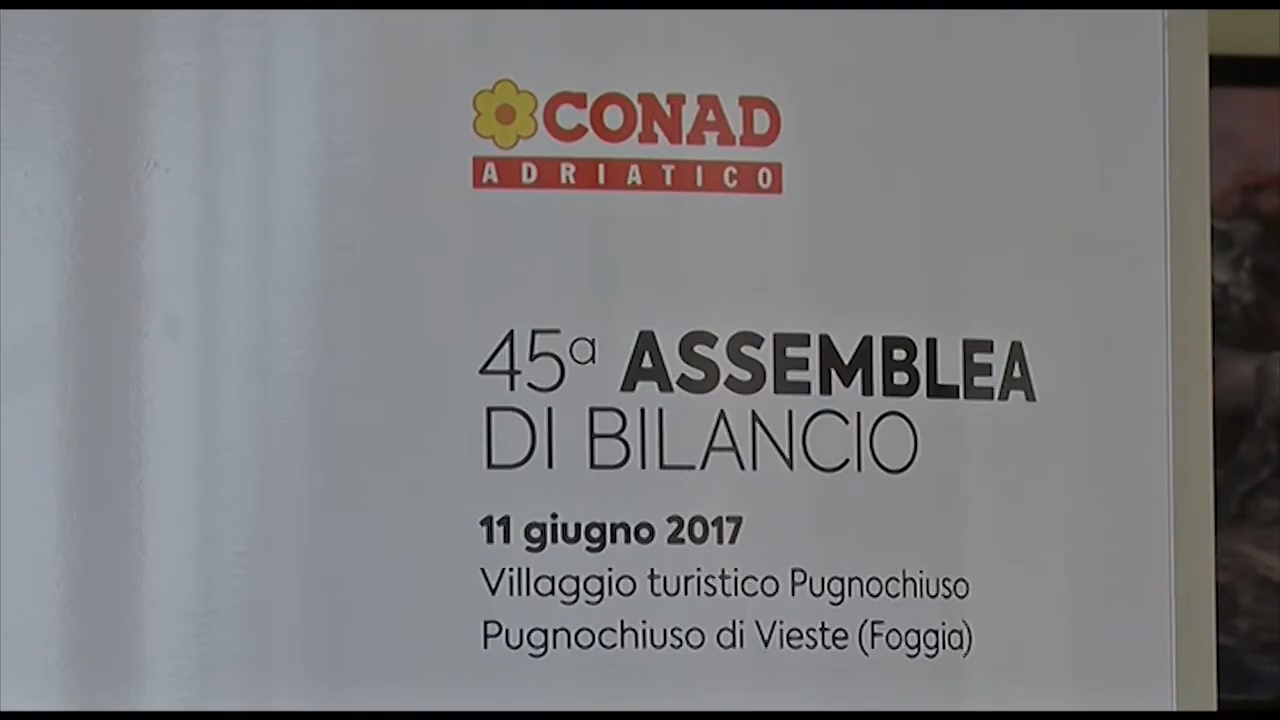 CONAD
ADRIATICO
45ª ASSEMBLEA
DI BILANCIO
11 giugno 2017
Villaggio turistico Pugnochiuso
Pugnochiuso di Vieste (Foggia)